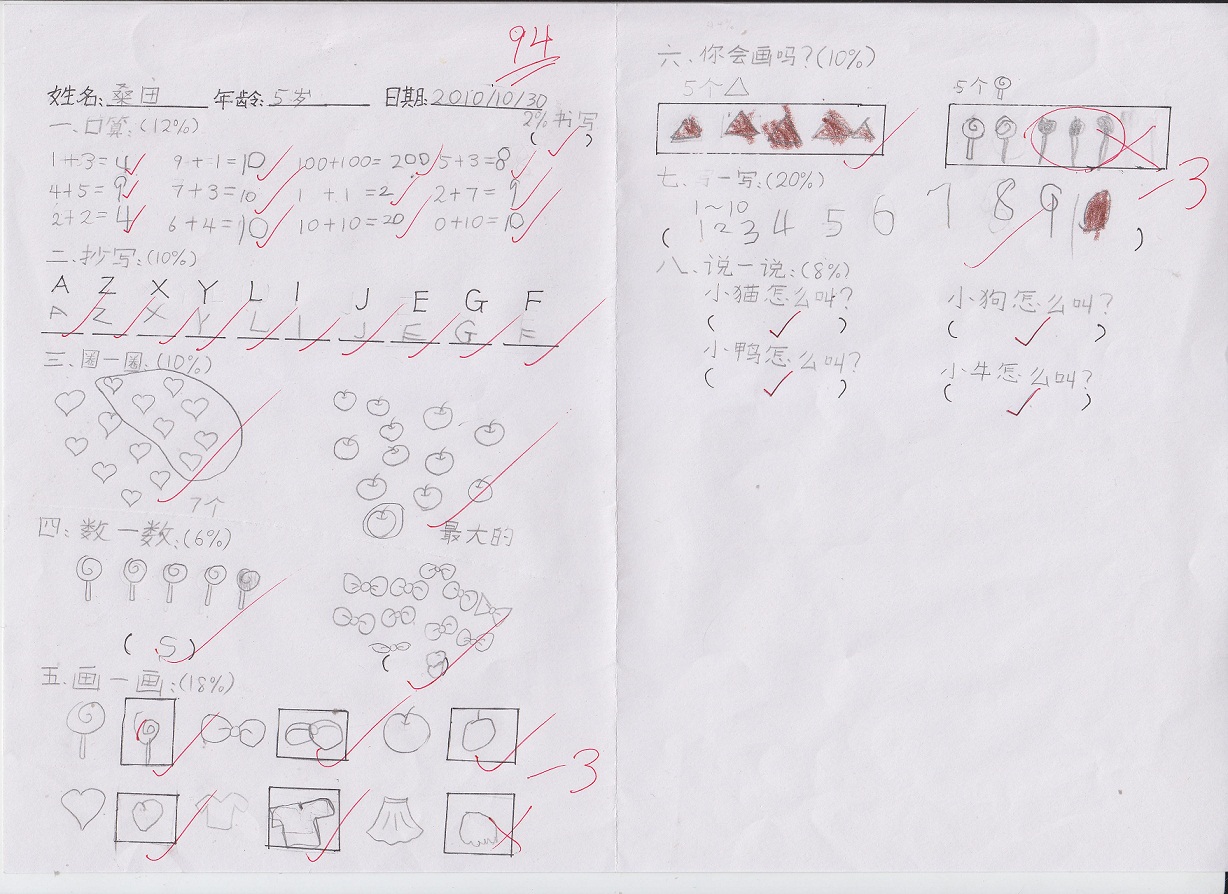 94
姓名:桑田 年龄:5岁 日期:2010/10/30
一、口算:(12%) 2%书写
( )
1+3=4 9+1=10 100+100=200 5+3=8
4+5=9 7+3=10 1+1=2 2+7=9
2+2=4 6+4=10 10+10=20 0+10=10
二、抄写:(10%)
A Z X Y L I J E G F
A Z X Y L I J E G F
三、圈一圈:(10%)
7个
最大的
四、数一数:(6%)
(5)
( )
五、画一画:(18%)
-3
六、你会画吗?(10%)
5个△ 5个
-3
七、一写:(20%)
1~10
(1 2 3 4 5 6 7 8 9 1 )
八、说一说:(8%)
小猫怎么叫? 小狗怎么叫?
( ) ( )
小鸭怎么叫? 小牛怎么叫?
( ) ( )